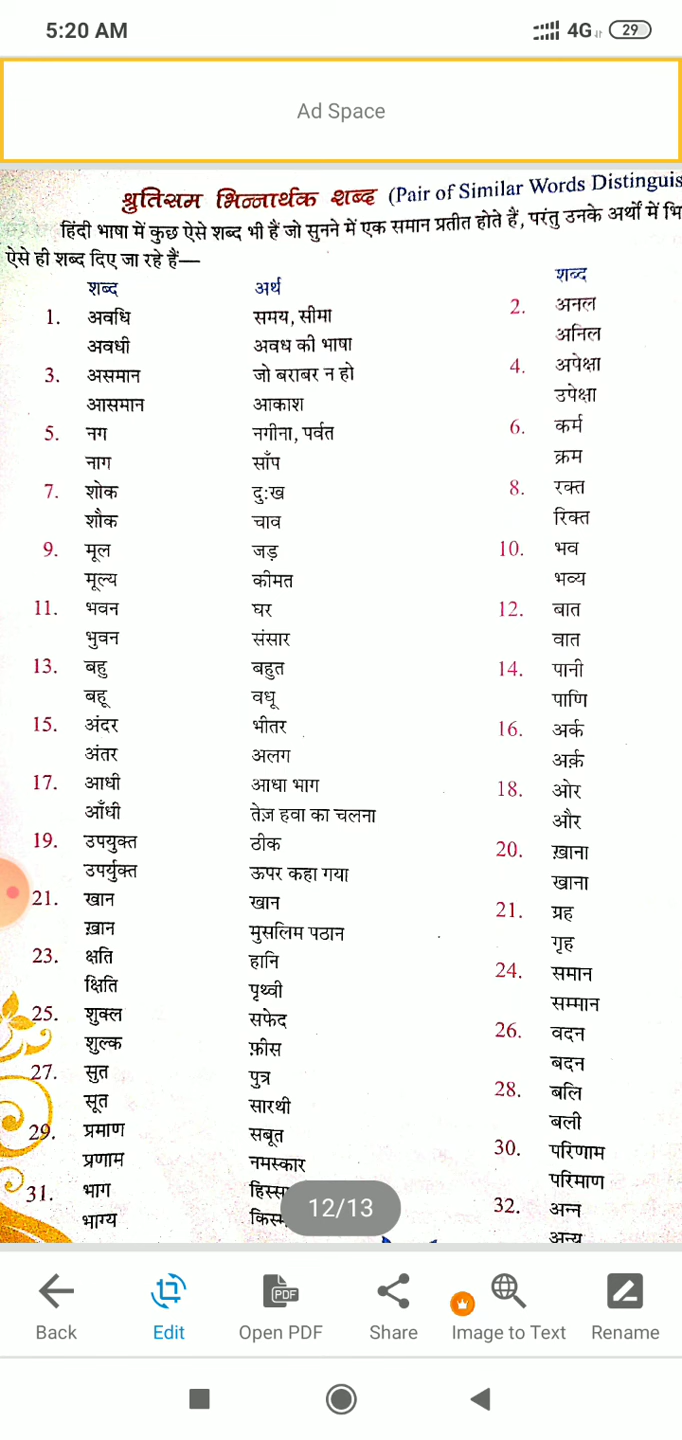 5:20 AM 4G 29
Ad Space
श्रुतिसम भिन्नार्थक शब्द (Pair of Similar Words Distinguis
हिंदी भाषा में कुछ ऐसे शब्द भी हैं जो सुनने में एक समान प्रतीत होते हैं, परंतु उनके अर्थों में भि
ऐसे ही शब्द दिए जा रहे हैं—
शब्द अर्थ शब्द
1. अवधि समय, सीमा 2. अनल
अवधी अवध की भाषा अनिल
3. असमान जो बराबर न हो 4. अपेक्षा
आसमान आकाश उपेक्षा
5. नग नगीना, पर्वत 6. कर्म
नाग साँप क्रम
7. शोक दु:ख 8. रक्त
शौक चाव रिक्त
9. मूल जड़ 10. भव
मूल्य कीमत भव्य
11. भवन घर 12. बात
भुवन संसार वात
13. बहु बहुत 14. पानी
बहू वधू पाणि
15. अंदर भीतर 16. अर्क
अंतर अलग अर्क़
17. आधी आधा भाग 18. ओर
आँधी तेज़ हवा का चलना और
19. उपयुक्त ठीक 20. ख़ाना
उपर्युक्त ऊपर कहा गया खाना
21. खान खान 21. ग्रह
ख़ान मुसलिम पठान गृह
23. क्षति हानि 24. समान
क्षिति पृथ्वी सम्मान
25. शुक्ल सफेद 26. वदन
शुल्क फ़ीस बदन
27. सुत पुत्र 28. बलि
सूत सारथी बली
29. प्रमाण सबूत 30. परिणाम
प्रणाम नमस्कार परिमाण
31. भाग 32. अन्न
भाग्य अन्य
12/13
Back Edit Open PDF Share Image to Text Rename